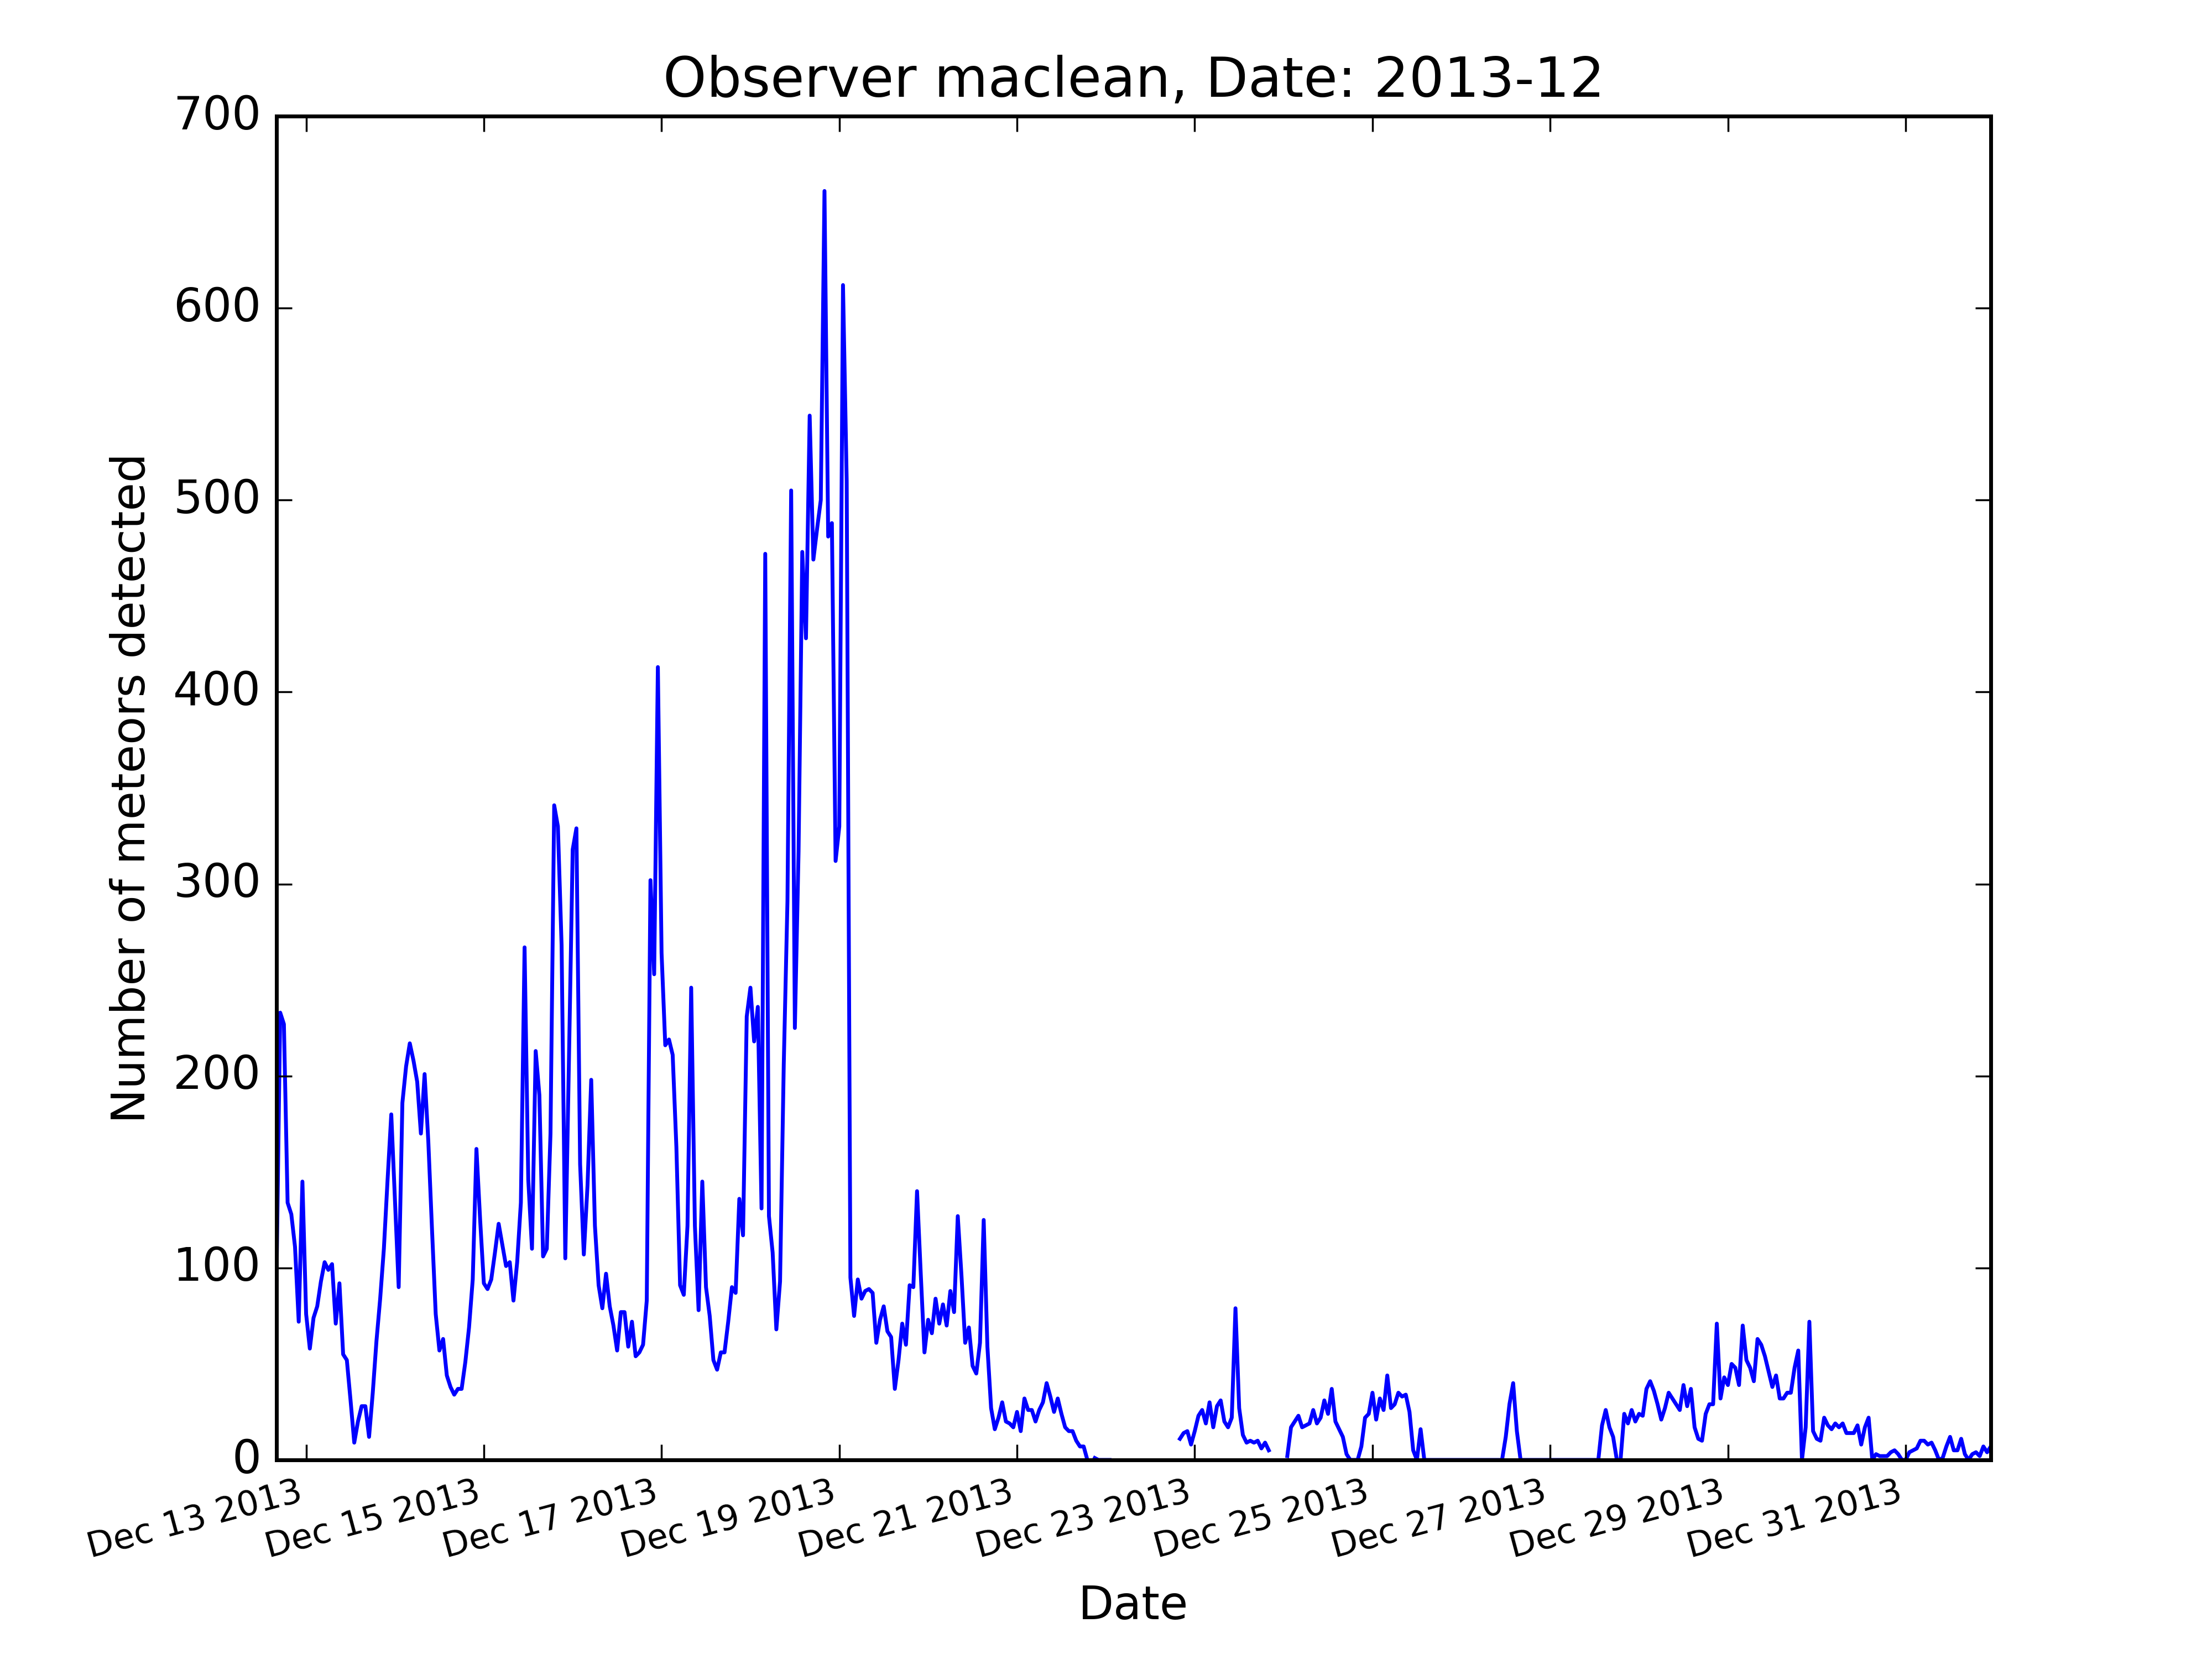 Observer maclean, Date: 2013-12
700
600
500
400
300
200
100
0
Number of meteors detected
Dec 13 2013
Dec 15 2013
Dec 17 2013
Dec 19 2013
Dec 21 2013
Dec 23 2013
Dec 25 2013
Dec 27 2013
Dec 29 2013
Dec 31 2013
Date